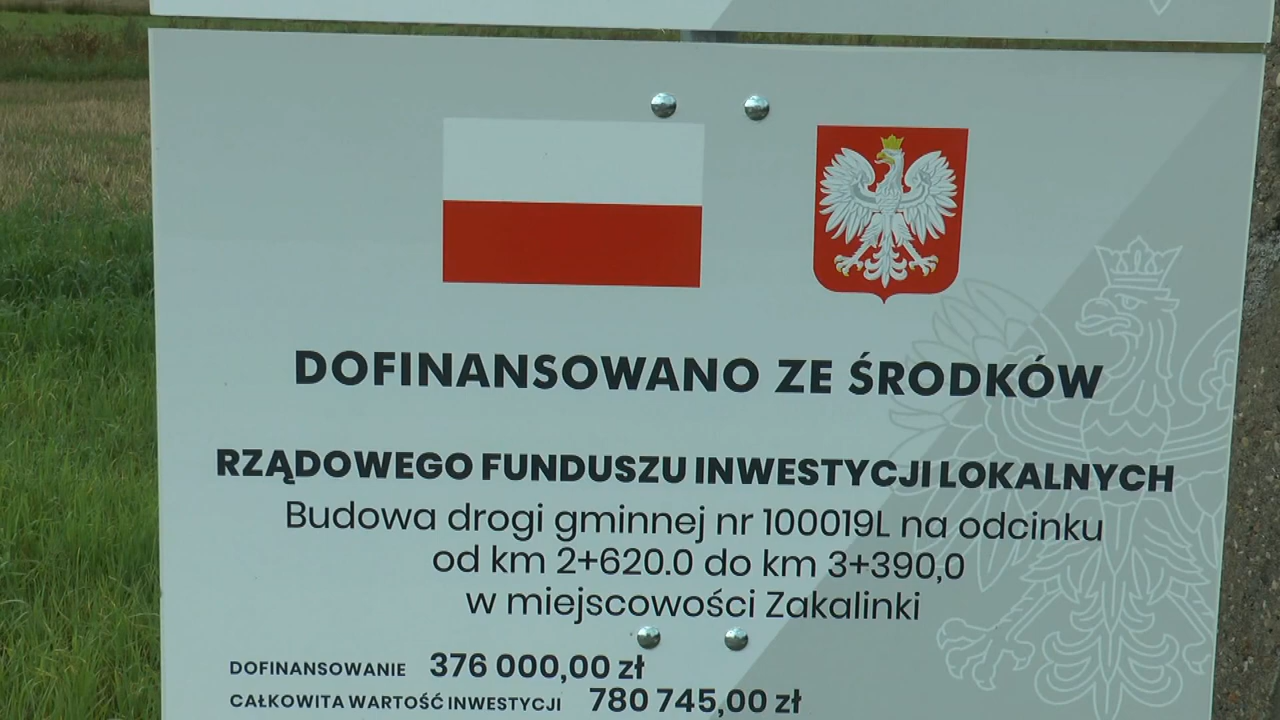 DOFINANSOWANO ZE ŚRODKÓW
RZĄDOWEGO FUNDUSZU INWESTYCJI LOKALNYCH
Budowa drogi gminnej nr 100019L na odcinku
od km 2+620.0 do km 3+390,0
w miejscowości Zakalinki
DOFINANSOWANIE 376 000,00 zł
CAŁKOWITA WARTOŚĆ INWESTYCJI 780 745,00 zł